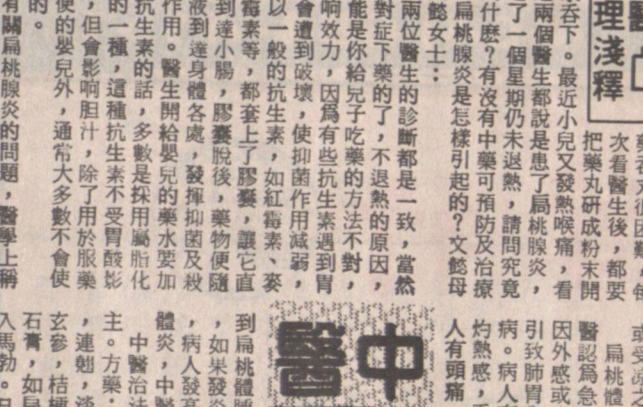 理淺釋
次看醫生後，都要
把藥丸研成粉末開
吞下。最近小兒又發熱喉痛，看
兩個醫生都說是患了扁桃腺炎，
了一個星期仍未退熱，請問究竟
什麼？有沒有中藥可預防及治療
扁桃腺炎是怎樣引起的？文懿母
懿女士：
兩位醫生的診斷都是一致，當然
對症下藥的了，不退熱的原因，
能是你給兒子吃藥的方法不對，
响效力，因爲有些抗生素遇到胃
會遭到破壞，使抑菌作用減弱，
以一般的抗生素，如紅霉素、麥
霉素等，都套上了膠囊，讓它直
到達小腸，膠囊脫後，藥物便隨
液到達身體各處，發揮抑菌及殺
作用。醫生開給嬰兒的藥水要加
抗生素的話，多數是採用屬脂化
的一種，這種抗生素不受胃酸影
，但會影响胆汁，除了用於服藥
便的嬰兒外，通常大多數不會使
的。
有關扁桃腺炎的問題，醫學上稱
扁桃體
醫認爲急
因外感或
引致肺胃
病。病人
灼熱感，
人有頭痛
中醫
到扁桃體腫
，如果發炎
，病人發高
體炎，中醫
中醫治法
主。方藥：
，連翹，淡
玄參，桔梗
石膏，如扁
入馬勃。